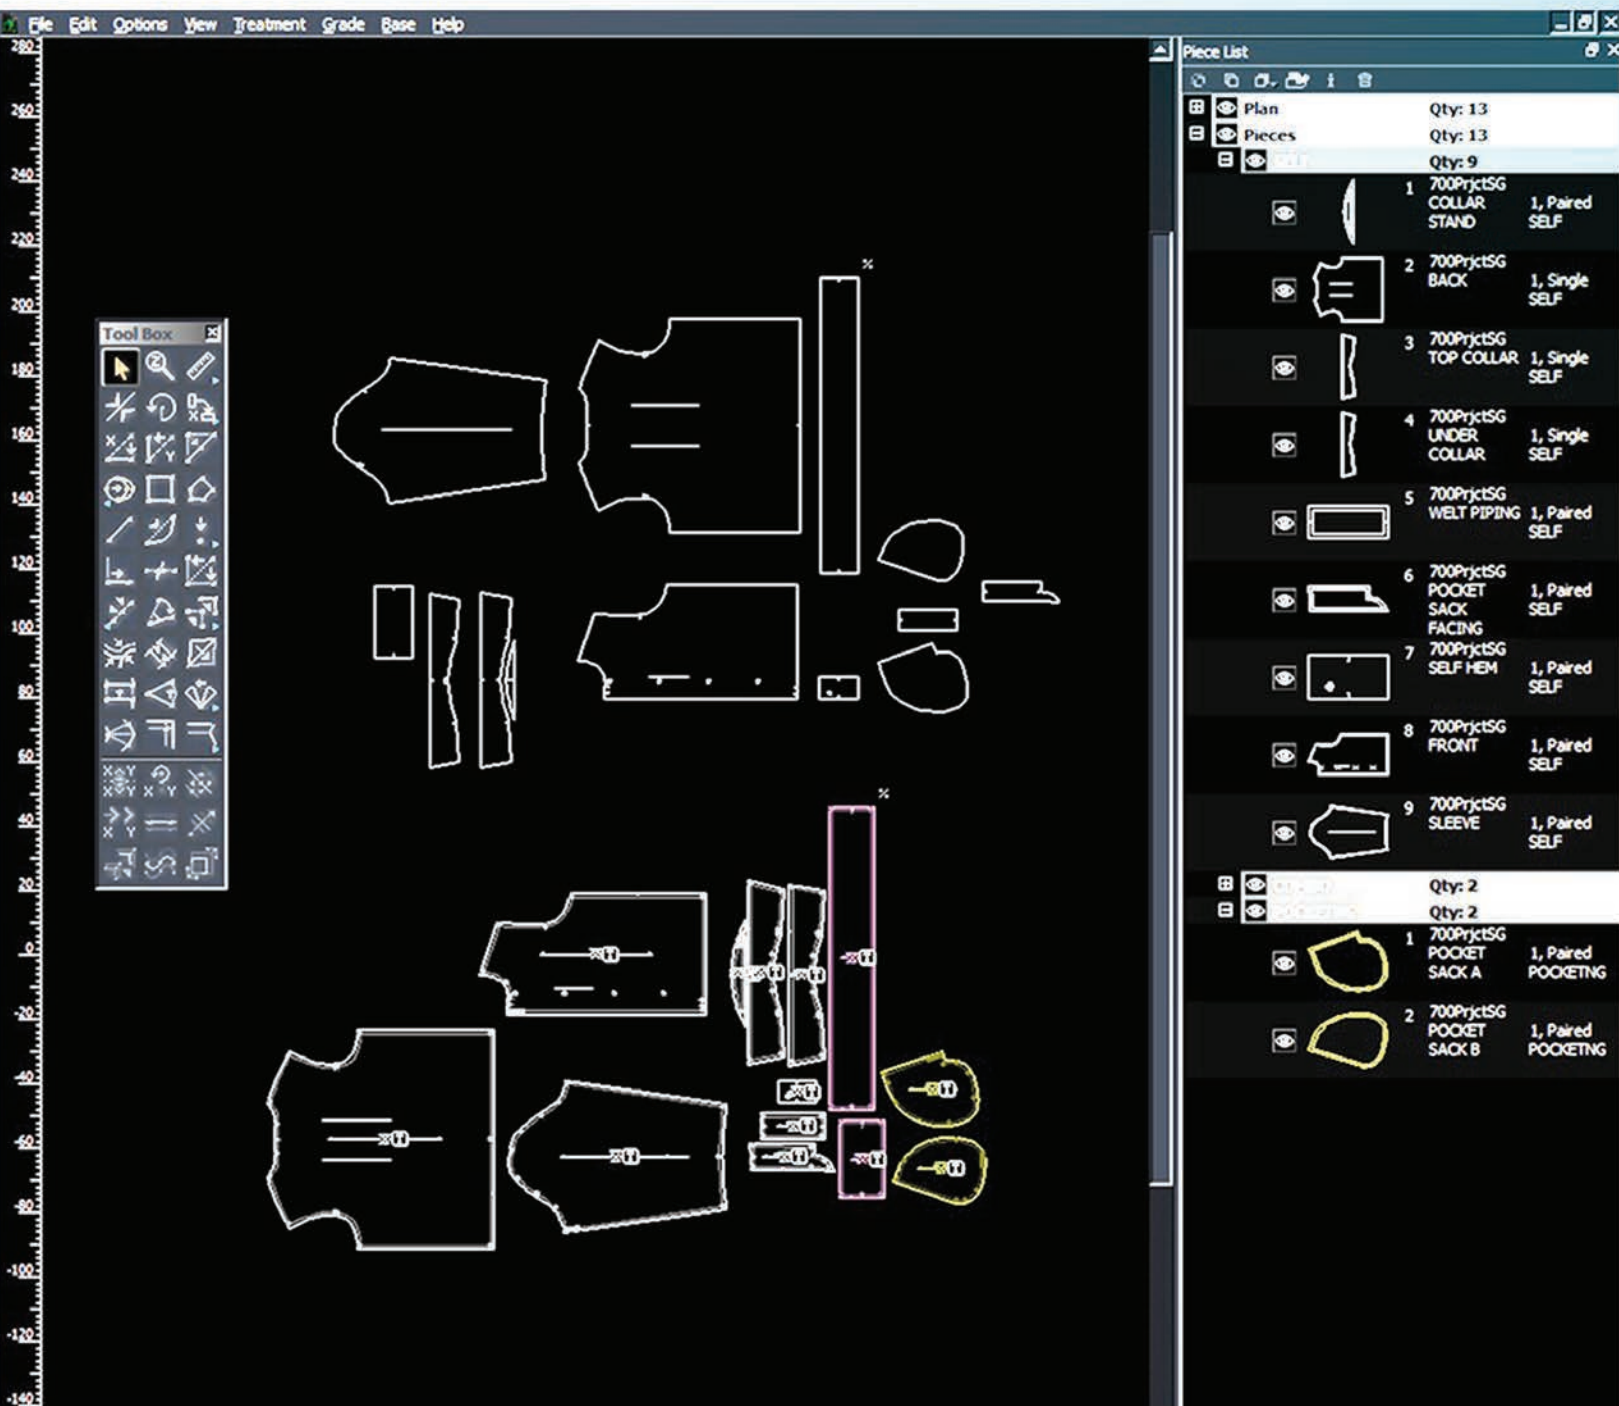 File Edit Options View Treatment Grade Base Help
Piece List
Plan Qty: 13
Pieces Qty: 13
Qty: 9
1 700PrjctSG
COLLAR 1, Paired
STAND SELF
2 700PrjctSG
BACK 1, Single
SELF
3 700PrjctSG
TOP COLLAR 1, Single
SELF
4 700PrjctSG
UNDER 1, Single
COLLAR SELF
5 700PrjctSG
WELT PIPING 1, Paired
SELF
6 700PrjctSG
POCKET 1, Paired
SACK SELF
FACING
7 700PrjctSG
SELF HEM 1, Paired
SELF
8 700PrjctSG
FRONT 1, Paired
SELF
9 700PrjctSG
SLEEVE 1, Paired
SELF
Qty: 2
Qty: 2
1 700PrjctSG
POCKET 1, Paired
SACK A POCKETNG
2 700PrjctSG
POCKET 1, Paired
SACK B POCKETNG
Tool Box
280
260
240
220
200
180
160
140
120
100
80
60
40
20
0
-20
-40
-60
-80
-100
-120
-140
%
%